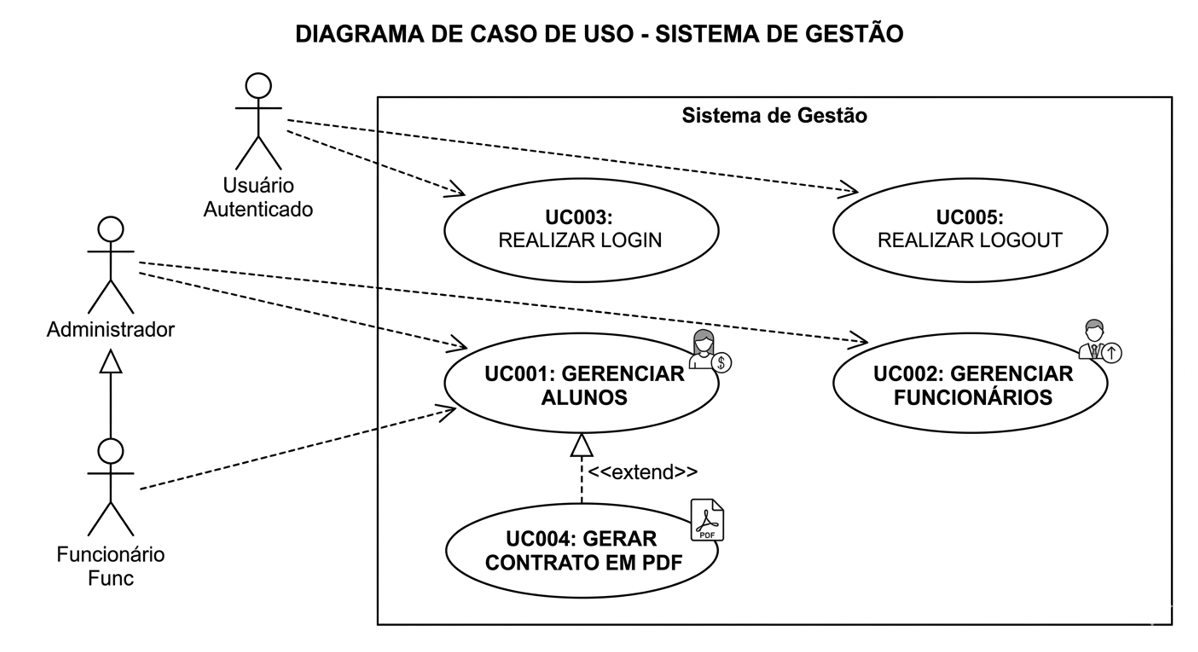 DIAGRAMA DE CASO DE USO - SISTEMA DE GESTÃO
Sistema de Gestão
Usuário
Autenticado
UC003:
REALIZAR LOGIN
UC005:
REALIZAR LOGOUT
Administrador
UC001: GERENCIAR
ALUNOS
$
UC002: GERENCIAR
FUNCIONÁRIOS
<<extend>>
Funcionário
Func
UC004: GERAR
CONTRATO EM PDF
PDF